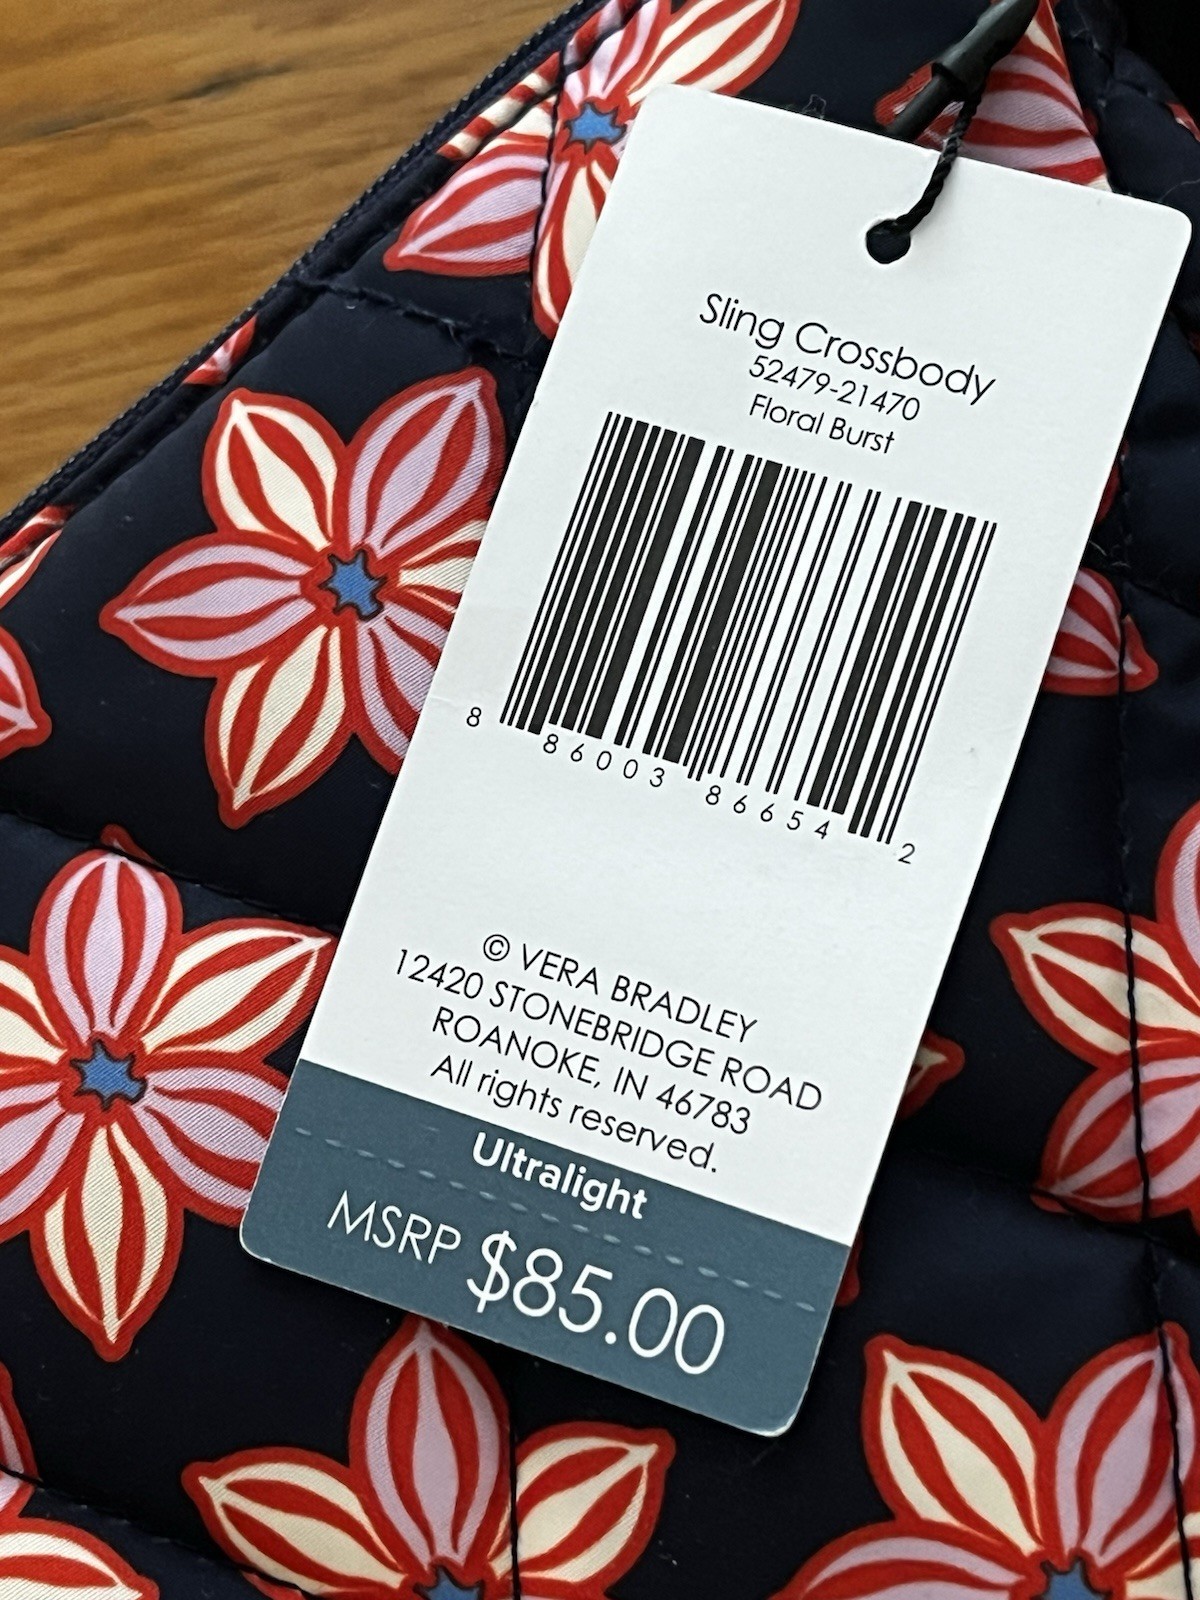 Sling Crossbody
52479-21470
Floral Burst
8 86003 86654 2
© VERA BRADLEY
12420 STONEBRIDGE ROAD
ROANOKE, IN 46783
All rights reserved.
Ultralight
MSRP $85.00